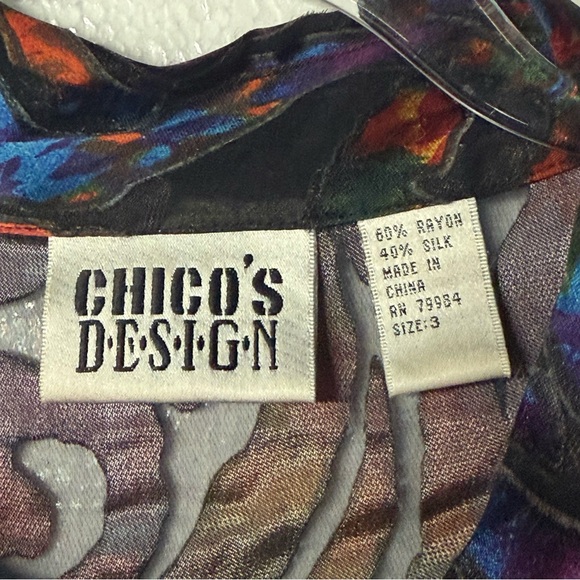 CHICO'S
D·E·S·I·G·N
60% RAYON
40% SILK
MADE IN
CHINA
RN 79984
SIZE:3